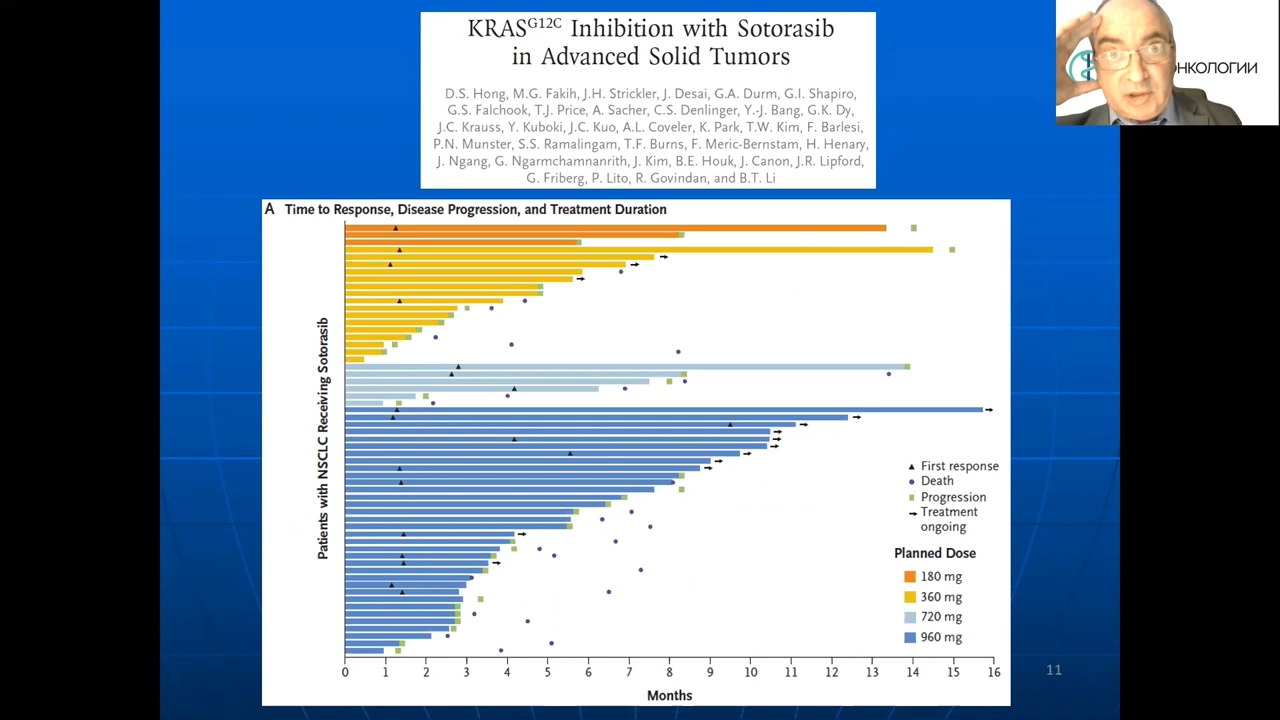 KRASG12C Inhibition with Sotorasib
in Advanced Solid Tumors
D.S. Hong, M.G. Fakih, J.H. Strickler, J. Desai, G.A. Durm, G.I. Shapiro,
G.S. Falchook, T.J. Price, A. Sacher, C.S. Denlinger, Y.-J. Bang, G.K. Dy,
J.C. Krauss, Y. Kuboki, J.C. Kuo, A.L. Coveler, K. Park, T.W. Kim, F. Barlesi,
P.N. Munster, S.S. Ramalingam, T.F. Burns, F. Meric-Bernstam, H. Henary,
J. Ngang, G. Ngarmchamnanrith, J. Kim, B.E. Houk, J. Canon, J.R. Lipford,
G. Friberg, P. Lito, R. Govindan, and B.T. Li
НКОЛОГИИ
A Time to Response, Disease Progression, and Treatment Duration
Patients with NSCLC Receiving Sotorasib
First response
Death
Progression
Treatment
ongoing
Planned Dose
180 mg
360 mg
720 mg
960 mg
0 1 2 3 4 5 6 7 8 9 10 11 12 13 14 15 16
Months
11